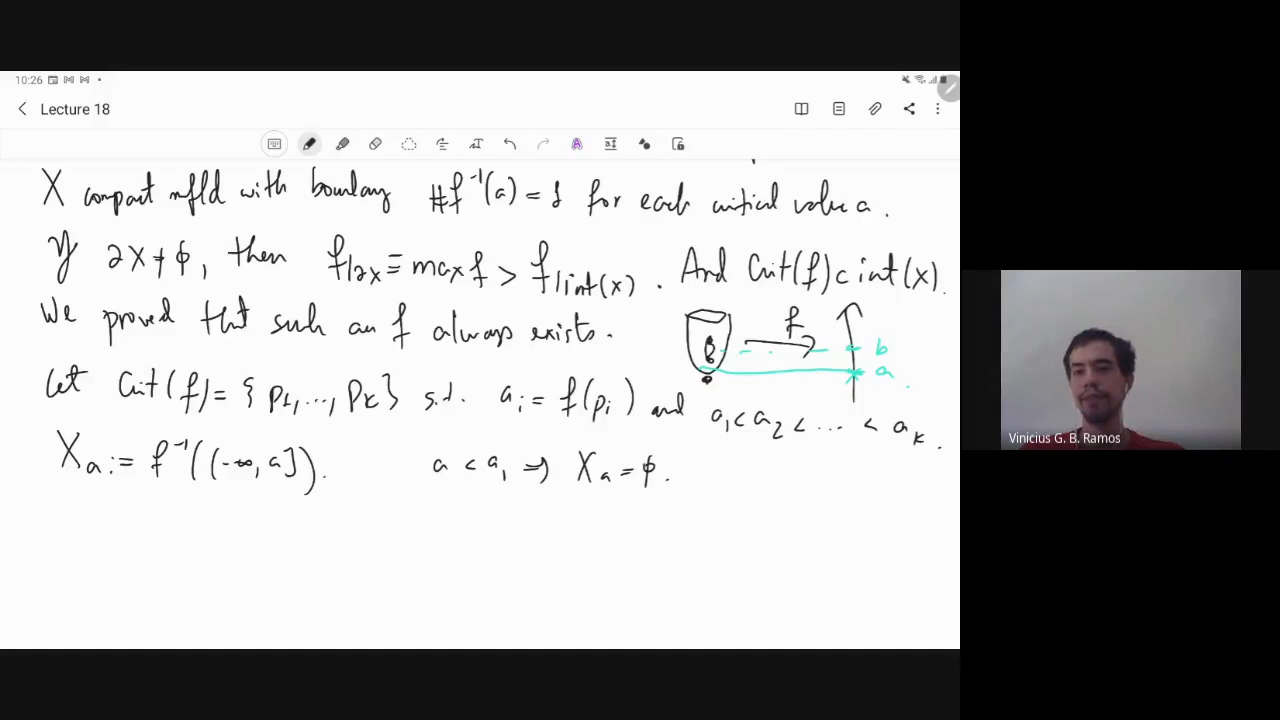 10:26
Lecture 18
X compact mfld with boundary #f⁻¹(a) = 1 for each critical value a.
If ∂X ≠ ϕ, then f|∂X ≡ max f > f|int(X). And Crit(f) ⊂ int(X).
We proved that such an f always exists.
f
b
a
Let Crit(f) = {p₁, ..., pₖ} s.t. aᵢ = f(pᵢ) and a₁ < a₂ < ... < aₖ.
Xₐ := f⁻¹((-∞, a]). a < a₁ ⇒ Xₐ = ϕ.
Vinicius G. B. Ramos